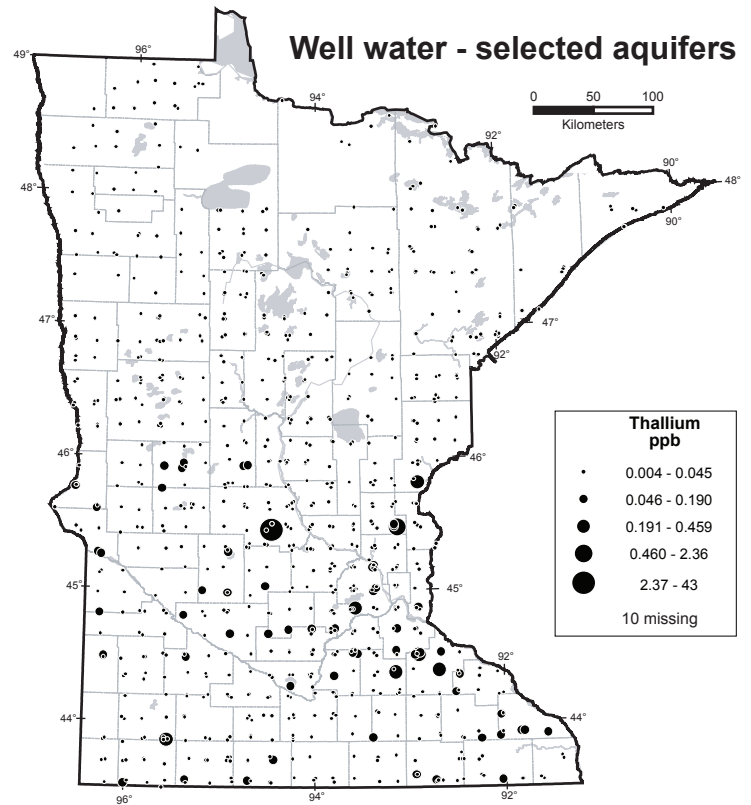 Well water - selected aquifers
0 50 100
Kilometers
49°
96°
94°
92°
90°
48°
48°
90°
47°
47°
92°
46°
46°
45°
45°
92°
44°
44°
96°
94°
92°
Thallium
ppb
0.004 - 0.045
0.046 - 0.190
0.191 - 0.459
0.460 - 2.36
2.37 - 43
10 missing